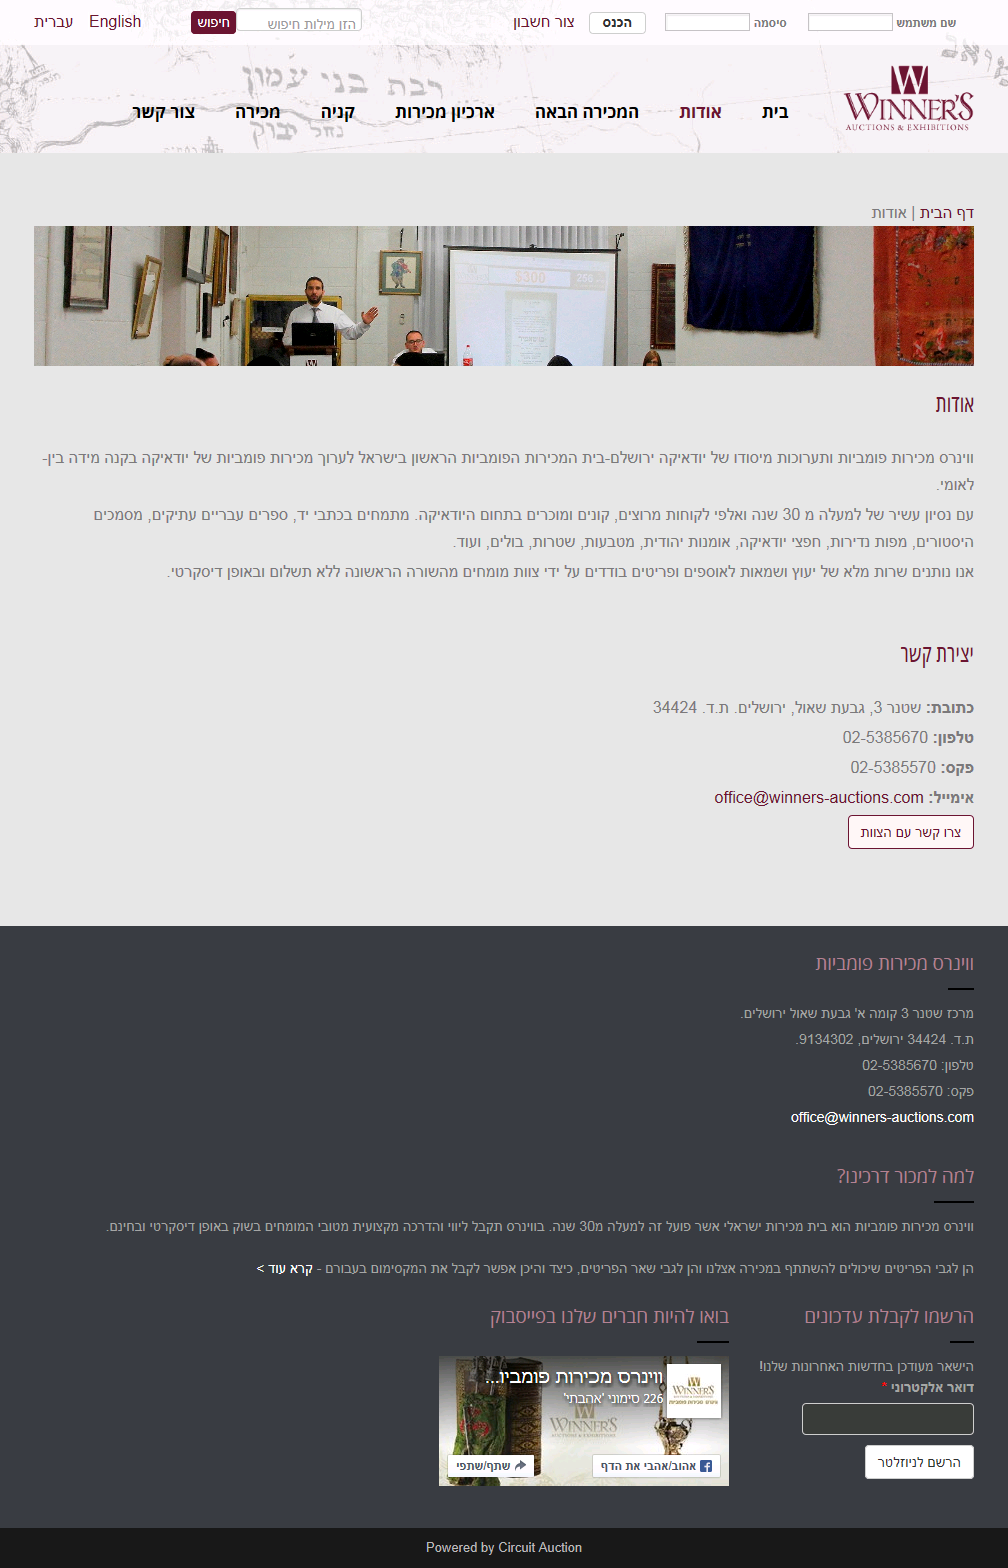 שם משתמש
סיסמה
הכנס
צור חשבון
הזן מילות חיפוש
חיפוש
English
עברית
WINNER'S
AUCTIONS & EXHIBITIONS
רבת בני עמון
נחל יבוק
בית
אודות
המכירה הבאה
ארכיון מכירות
קניה
מכירה
צור קשר
דף הבית | אודות
$300
256
אודות
ווינרס מכירות פומביות ותערוכות מיסודו של יודאיקה ירושלם-בית המכירות הפומביות הראשון בישראל לערוך מכירות פומביות של יודאיקה בקנה מידה בין-
לאומי.
עם נסיון עשיר של למעלה מ 30 שנה ואלפי לקוחות מרוצים, קונים ומוכרים בתחום היודאיקה. מתמחים בכתבי יד, ספרים עבריים עתיקים, מסמכים
היסטורים, מפות נדירות, חפצי יודאיקה, אומנות יהודית, מטבעות, שטרות, בולים, ועוד.
אנו נותנים שרות מלא של יעוץ ושמאות לאוספים ופריטים בודדים על ידי צוות מומחים מהשורה הראשונה ללא תשלום ובאופן דיסקרטי.
יצירת קשר
כתובת: שטנר 3, גבעת שאול, ירושלים. ת.ד. 34424
טלפון: 02-5385670
פקס: 02-5385570
אימייל: office@winners-auctions.com
צרו קשר עם הצוות
ווינרס מכירות פומביות
מרכז שטנר 3 קומה א' גבעת שאול ירושלים.
ת.ד. 34424 ירושלים, 9134302.
טלפון: 02-5385670
פקס: 02-5385570
office@winners-auctions.com
למה למכור דרכינו?
ווינרס מכירות פומביות הוא בית מכירות ישראלי אשר פועל זה למעלה מ30 שנה. בווינרס תקבל ליווי והדרכה מקצועית מטובי המומחים בשוק באופן דיסקרטי ובחינם.
הן לגבי הפריטים שיכולים להשתתף במכירה אצלנו והן לגבי שאר הפריטים, כיצד והיכן אפשר לקבל את המקסימום בעבורם - קרא עוד >
הרשמו לקבלת עדכונים
הישאר מעודכן בחדשות האחרונות שלנו!
דואר אלקטרוני *
הרשם לניוזלטר
בואו להיות חברים שלנו בפייסבוק
ווינרס מכירות פומביו...
226 סימוני 'אהבתי'
WINNER'S
WINNER'S
AUCTIONS & EXHIBITIONS
אהוב/אהבי את הדף
שתף/שתפי
Powered by Circuit Auction